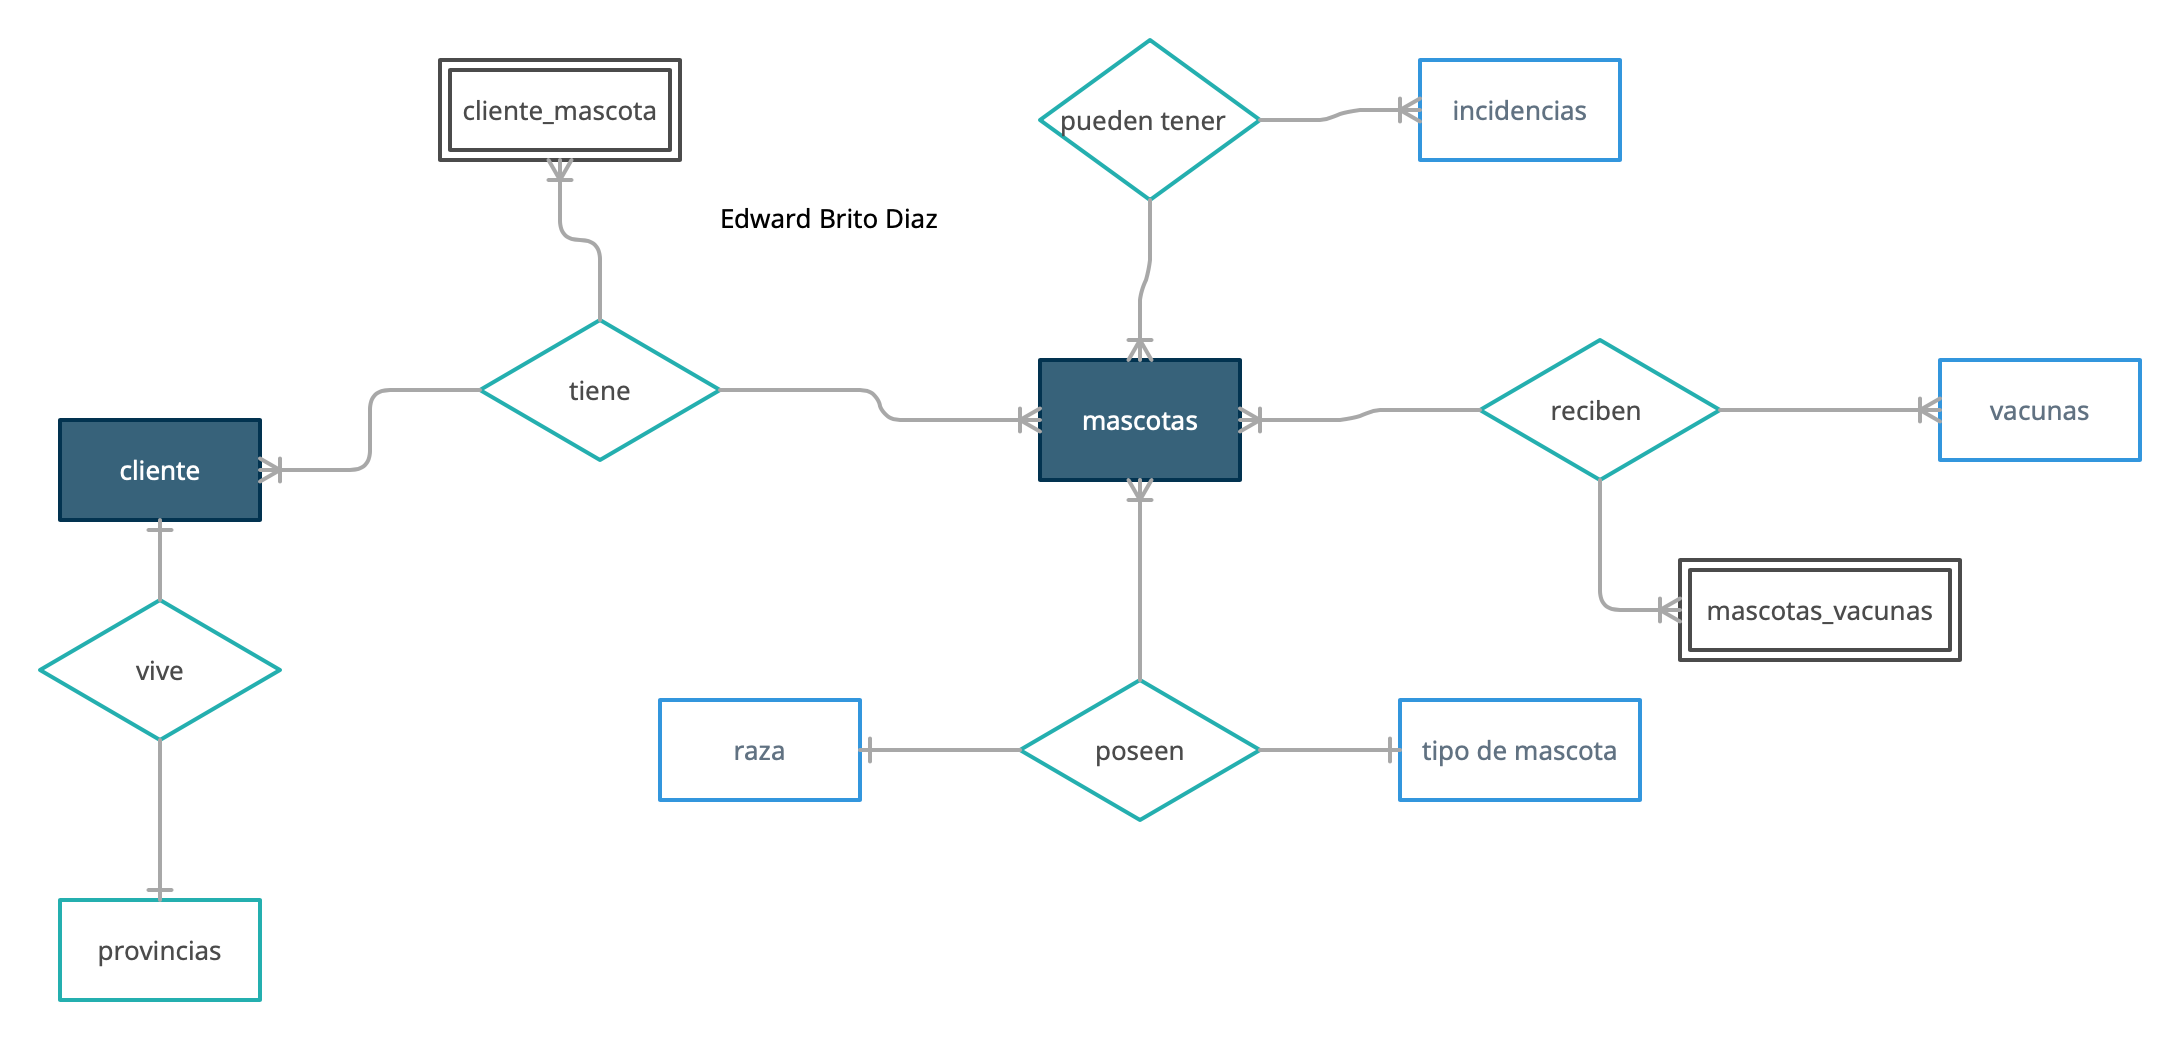 cliente_mascota
pueden tener
incidencias
Edward Brito Diaz
tiene
mascotas
reciben
vacunas
cliente
mascotas_vacunas
vive
raza
poseen
tipo de mascota
provincias